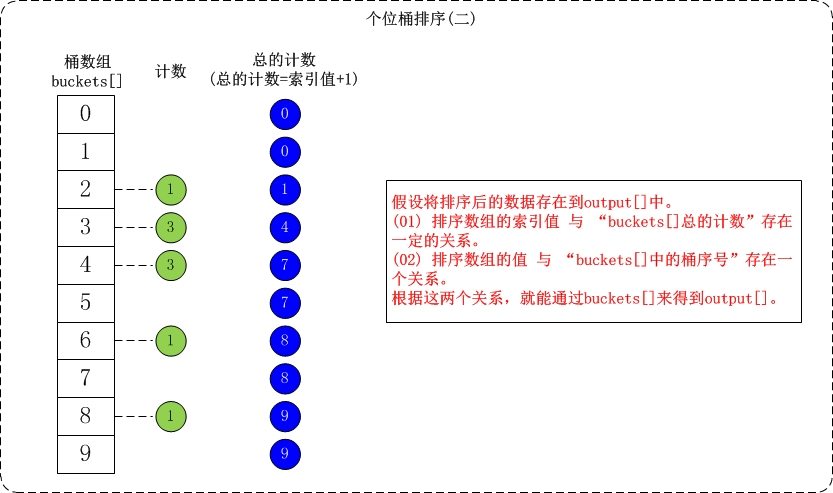 个位桶排序(二)
桶数组
buckets[]
计数
总的计数
(总的计数=索引值+1)
0 0
1 0
2 1 1
3 3 4
4 3 7
5 7
6 1 8
7 8
8 1 9
9 9
假设将排序后的数据存在到output[]中。
(01) 排序数组的索引值 与 “buckets[]总的计数”存在
一定的关系。
(02) 排序数组的值 与 “buckets[]中的桶序号”存在一
个关系。
根据这两个关系，就能通过buckets[]来得到output[]。